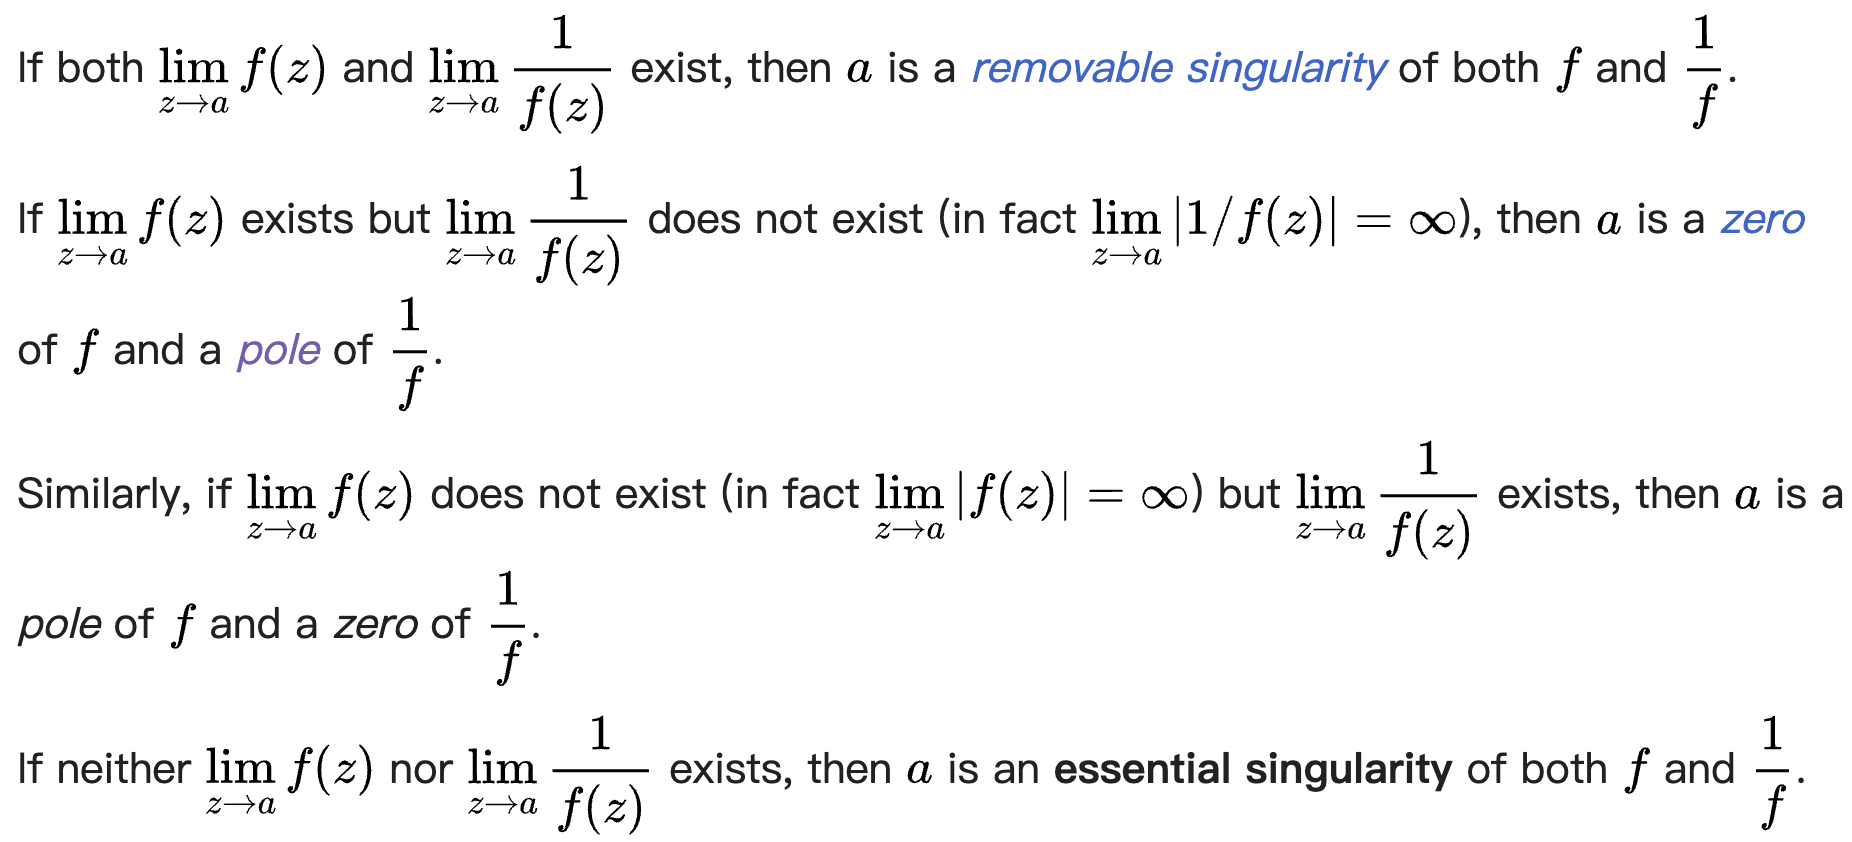 If both $\lim_{z \to a} f(z)$ and $\lim_{z \to a} \frac{1}{f(z)}$ exist, then $a$ is a removable singularity of both $f$ and $\frac{1}{f}$.
If $\lim_{z \to a} f(z)$ exists but $\lim_{z \to a} \frac{1}{f(z)}$ does not exist (in fact $\lim_{z \to a} |1/f(z)| = \infty$), then $a$ is a zero
of $f$ and a pole of $\frac{1}{f}$.
Similarly, if $\lim_{z \to a} f(z)$ does not exist (in fact $\lim_{z \to a} |f(z)| = \infty$) but $\lim_{z \to a} \frac{1}{f(z)}$ exists, then $a$ is a
pole of $f$ and a zero of $\frac{1}{f}$.
If neither $\lim_{z \to a} f(z)$ nor $\lim_{z \to a} \frac{1}{f(z)}$ exists, then $a$ is an essential singularity of both $f$ and $\frac{1}{f}$.